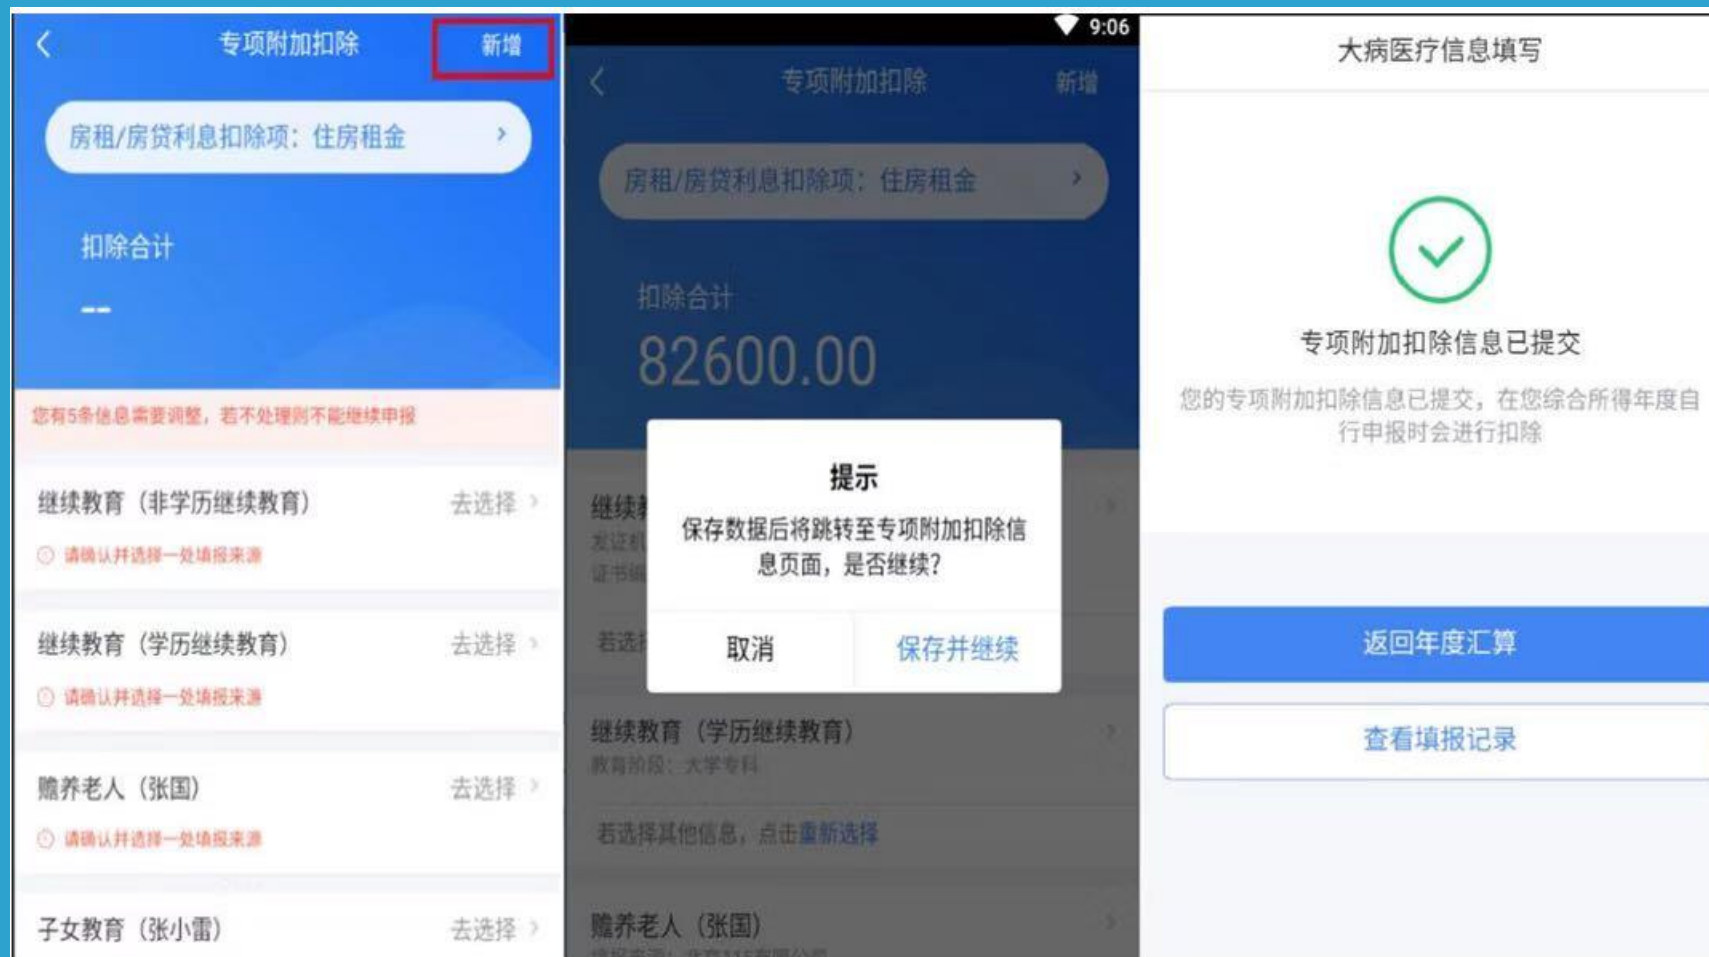 专项附加扣除
新增
房租/房贷利息扣除项：住房租金
扣除合计
--
您有5条信息需要调整，若不处理则不能继续申报
继续教育（非学历继续教育）
去选择
请确认并选择一处填报来源
继续教育（学历继续教育）
去选择
请确认并选择一处填报来源
赡养老人（张国）
去选择
请确认并选择一处填报来源
子女教育（张小雷）
去选择
9:06
专项附加扣除
新增
房租/房贷利息扣除项：住房租金
扣除合计
82600.00
继续
发证机
证书编
若选择
提示
保存数据后将跳转至专项附加扣除信
息页面，是否继续?
取消
保存并继续
继续教育（学历继续教育）
教育阶段：大学专科
若选择其他信息，点击重新选择
赡养老人（张国）
大病医疗信息填写
专项附加扣除信息已提交
您的专项附加扣除信息已提交，在您综合所得年度自
行申报时会进行扣除
返回年度汇算
查看填报记录